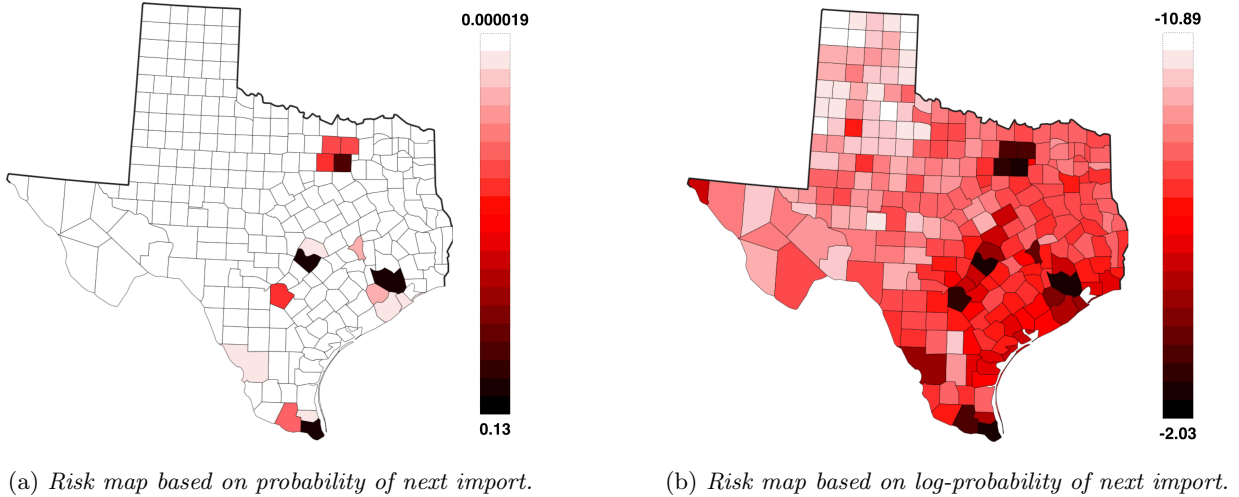 0.000019
0.13
-10.89
-2.03
(a) Risk map based on probability of next import.
(b) Risk map based on log-probability of next import.